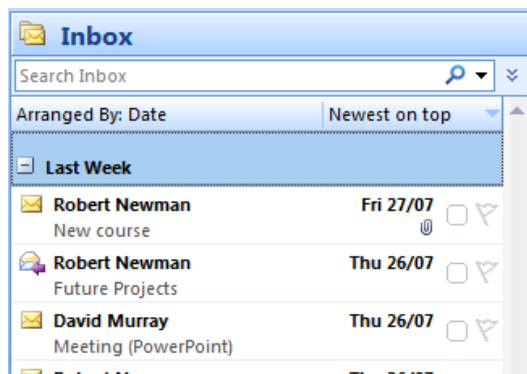 Inbox
Search Inbox
Arranged By: Date Newest on top
Last Week
Robert Newman Fri 27/07
New course
Robert Newman Thu 26/07
Future Projects
David Murray Thu 26/07
Meeting (PowerPoint)